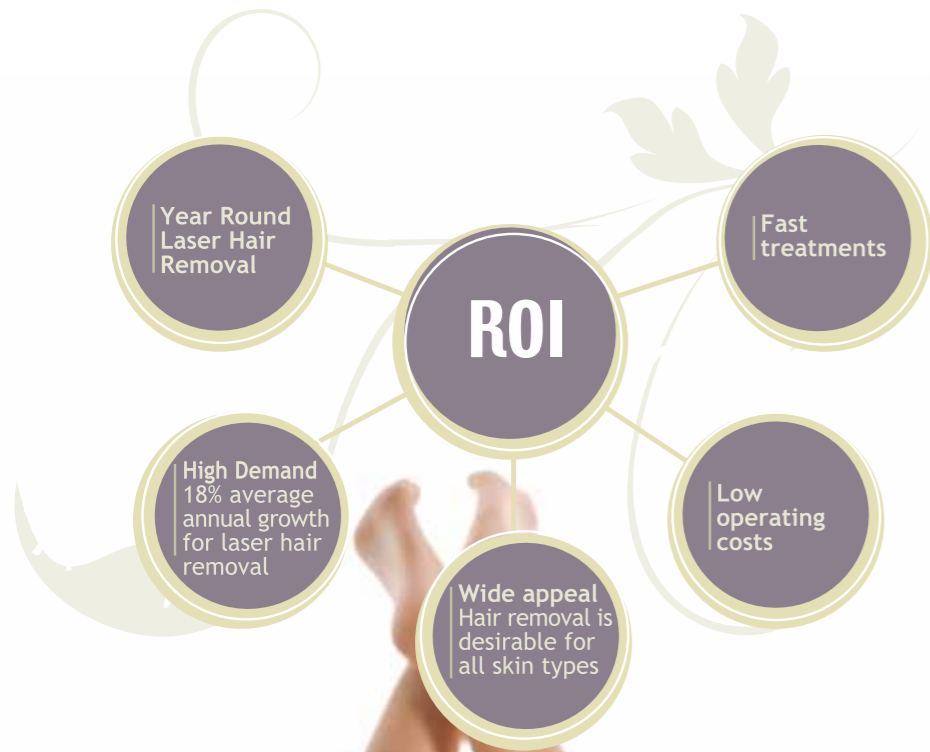 Year Round
Laser Hair
Removal
Fast
treatments
ROI
High Demand
18% average
annual growth
for laser hair
removal
Low
operating
costs
Wide appeal
Hair removal is
desirable for
all skin types